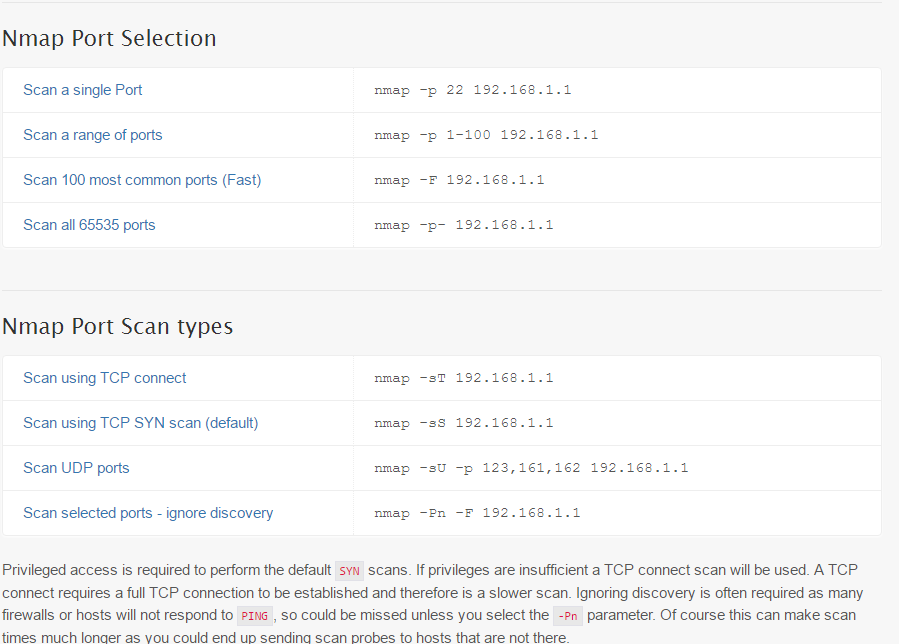 Nmap Port Selection
Scan a single Port nmap -p 22 192.168.1.1
Scan a range of ports nmap -p 1-100 192.168.1.1
Scan 100 most common ports (Fast) nmap -F 192.168.1.1
Scan all 65535 ports nmap -p- 192.168.1.1
Nmap Port Scan types
Scan using TCP connect nmap -sT 192.168.1.1
Scan using TCP SYN scan (default) nmap -sS 192.168.1.1
Scan UDP ports nmap -sU -p 123,161,162 192.168.1.1
Scan selected ports - ignore discovery nmap -Pn -F 192.168.1.1
Privileged access is required to perform the default SYN scans. If privileges are insufficient a TCP connect scan will be used. A TCP
connect requires a full TCP connection to be established and therefore is a slower scan. Ignoring discovery is often required as many
firewalls or hosts will not respond to PING, so could be missed unless you select the -Pn parameter. Of course this can make scan
times much longer as you could end up sending scan probes to hosts that are not there.